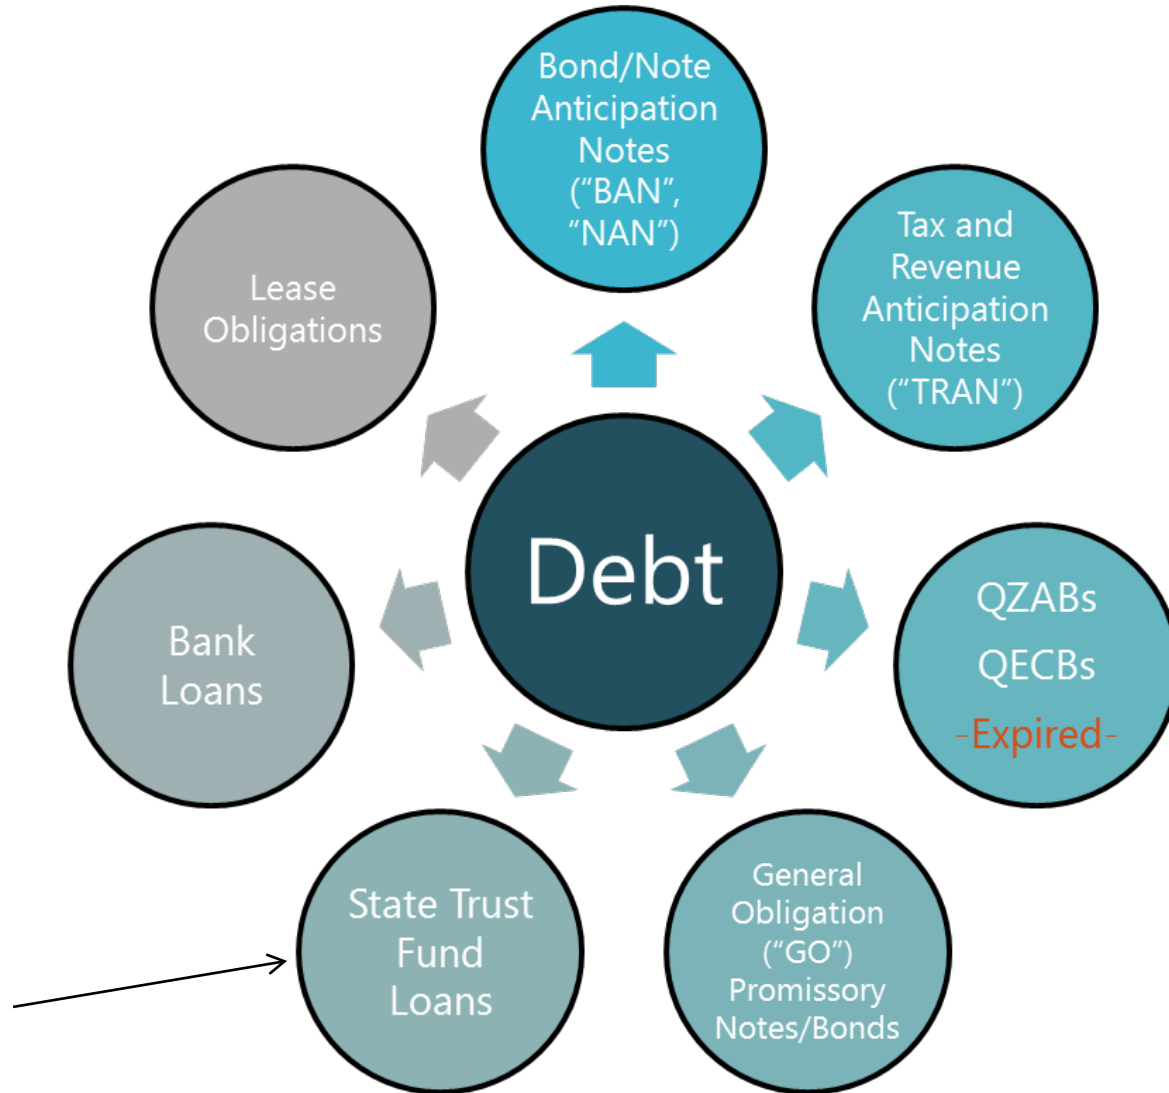 Bond/Note
Anticipation
Notes
(“BAN”,
“NAN”)
Tax and
Revenue
Anticipation
Notes
(“TRAN”)
QZABs
QECBs
-Expired-
General
Obligation
(“GO”)
Promissory
Notes/Bonds
State Trust
Fund
Loans
Bank
Loans
Lease
Obligations
Debt